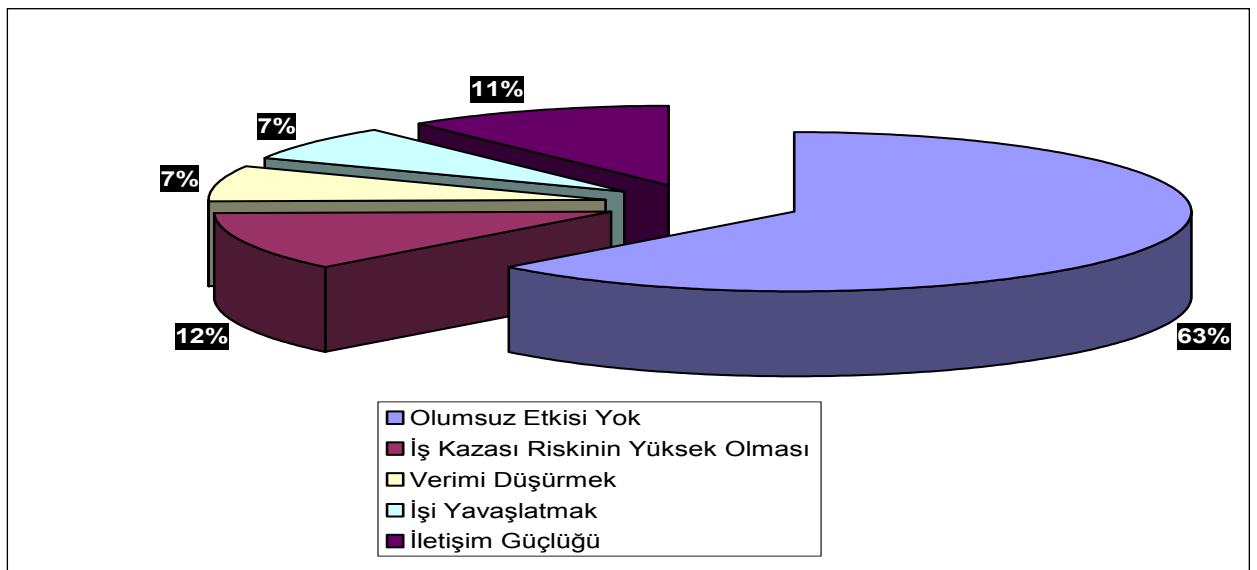 11%
7%
7%
12%
63%
Olumsuz Etkisi Yok
İş Kazası Riskinin Yüksek Olması
Verimi Düşürmek
İşi Yavaşlatmak
İletişim Güçlüğü